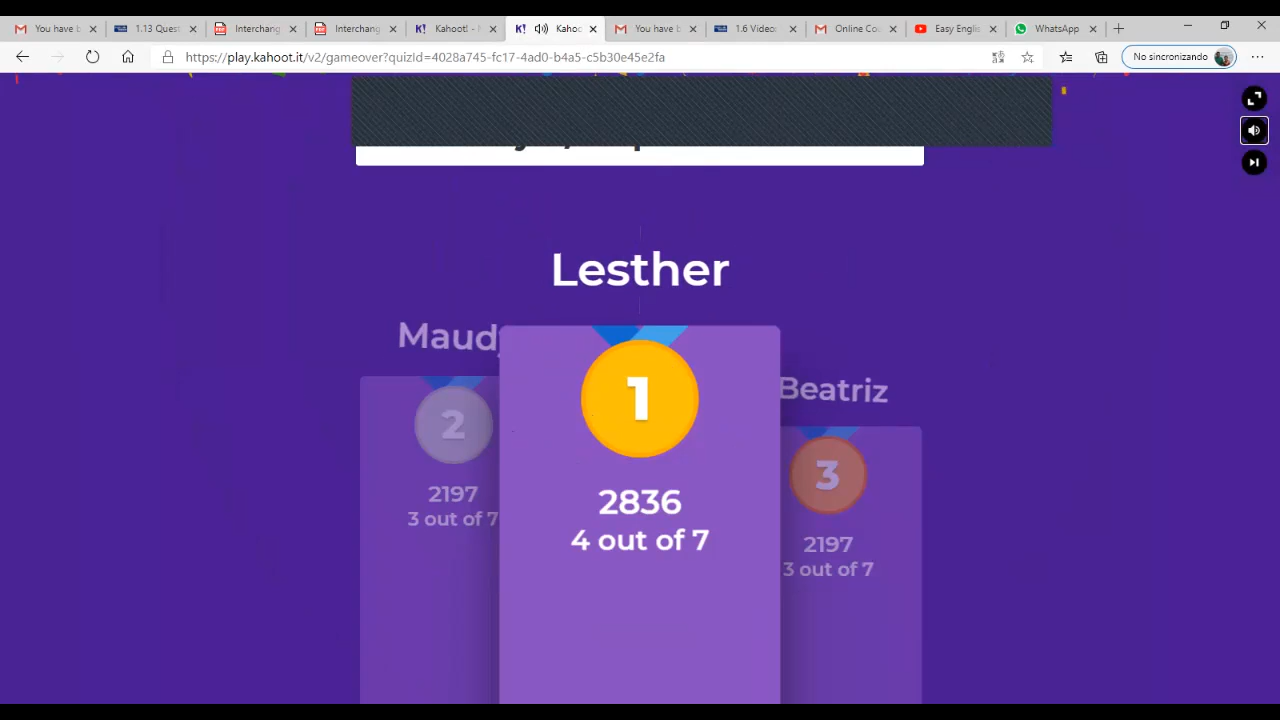 You have b
1.13 Quest
Interchang
Interchang
Kahoot! - 
Kahoo
You have b
1.6 Video
Online Co
Easy Englis
WhatsApp
https://play.kahoot.it/v2/gameover?quizId=4028a745-fc17-4ad0-b4a5-c5b30e45e2fa
No sincronizando
Lesther
Maudy
Beatriz
1
2
3
2836
4 out of 7
2197
3 out of 7
2197
3 out of 7